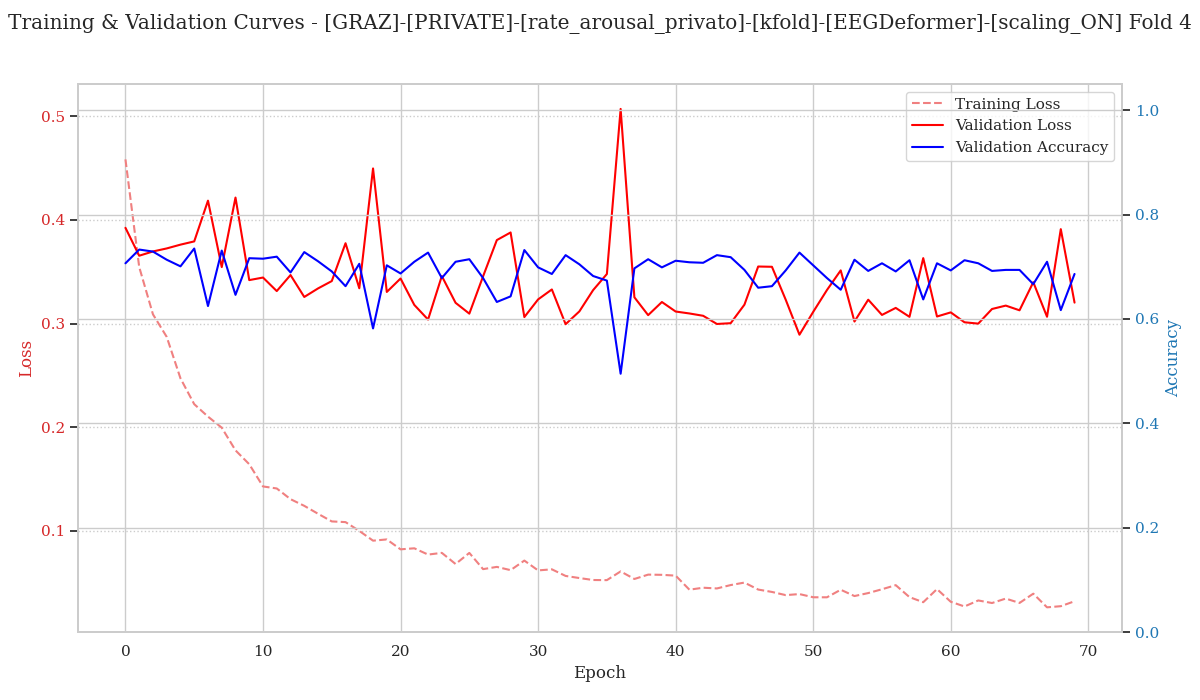 Training & Validation Curves - [GRAZ]-[PRIVATE]-[rate_arousal_privato]-[kfold]-[EEGDeformer]-[scaling_ON] Fold 4
Training Loss
Validation Loss
Validation Accuracy
0.5
0.4
0.3
0.2
0.1
Loss
1.0
0.8
0.6
0.4
0.2
0.0
Accuracy
0 10 20 30 40 50 60 70
Epoch